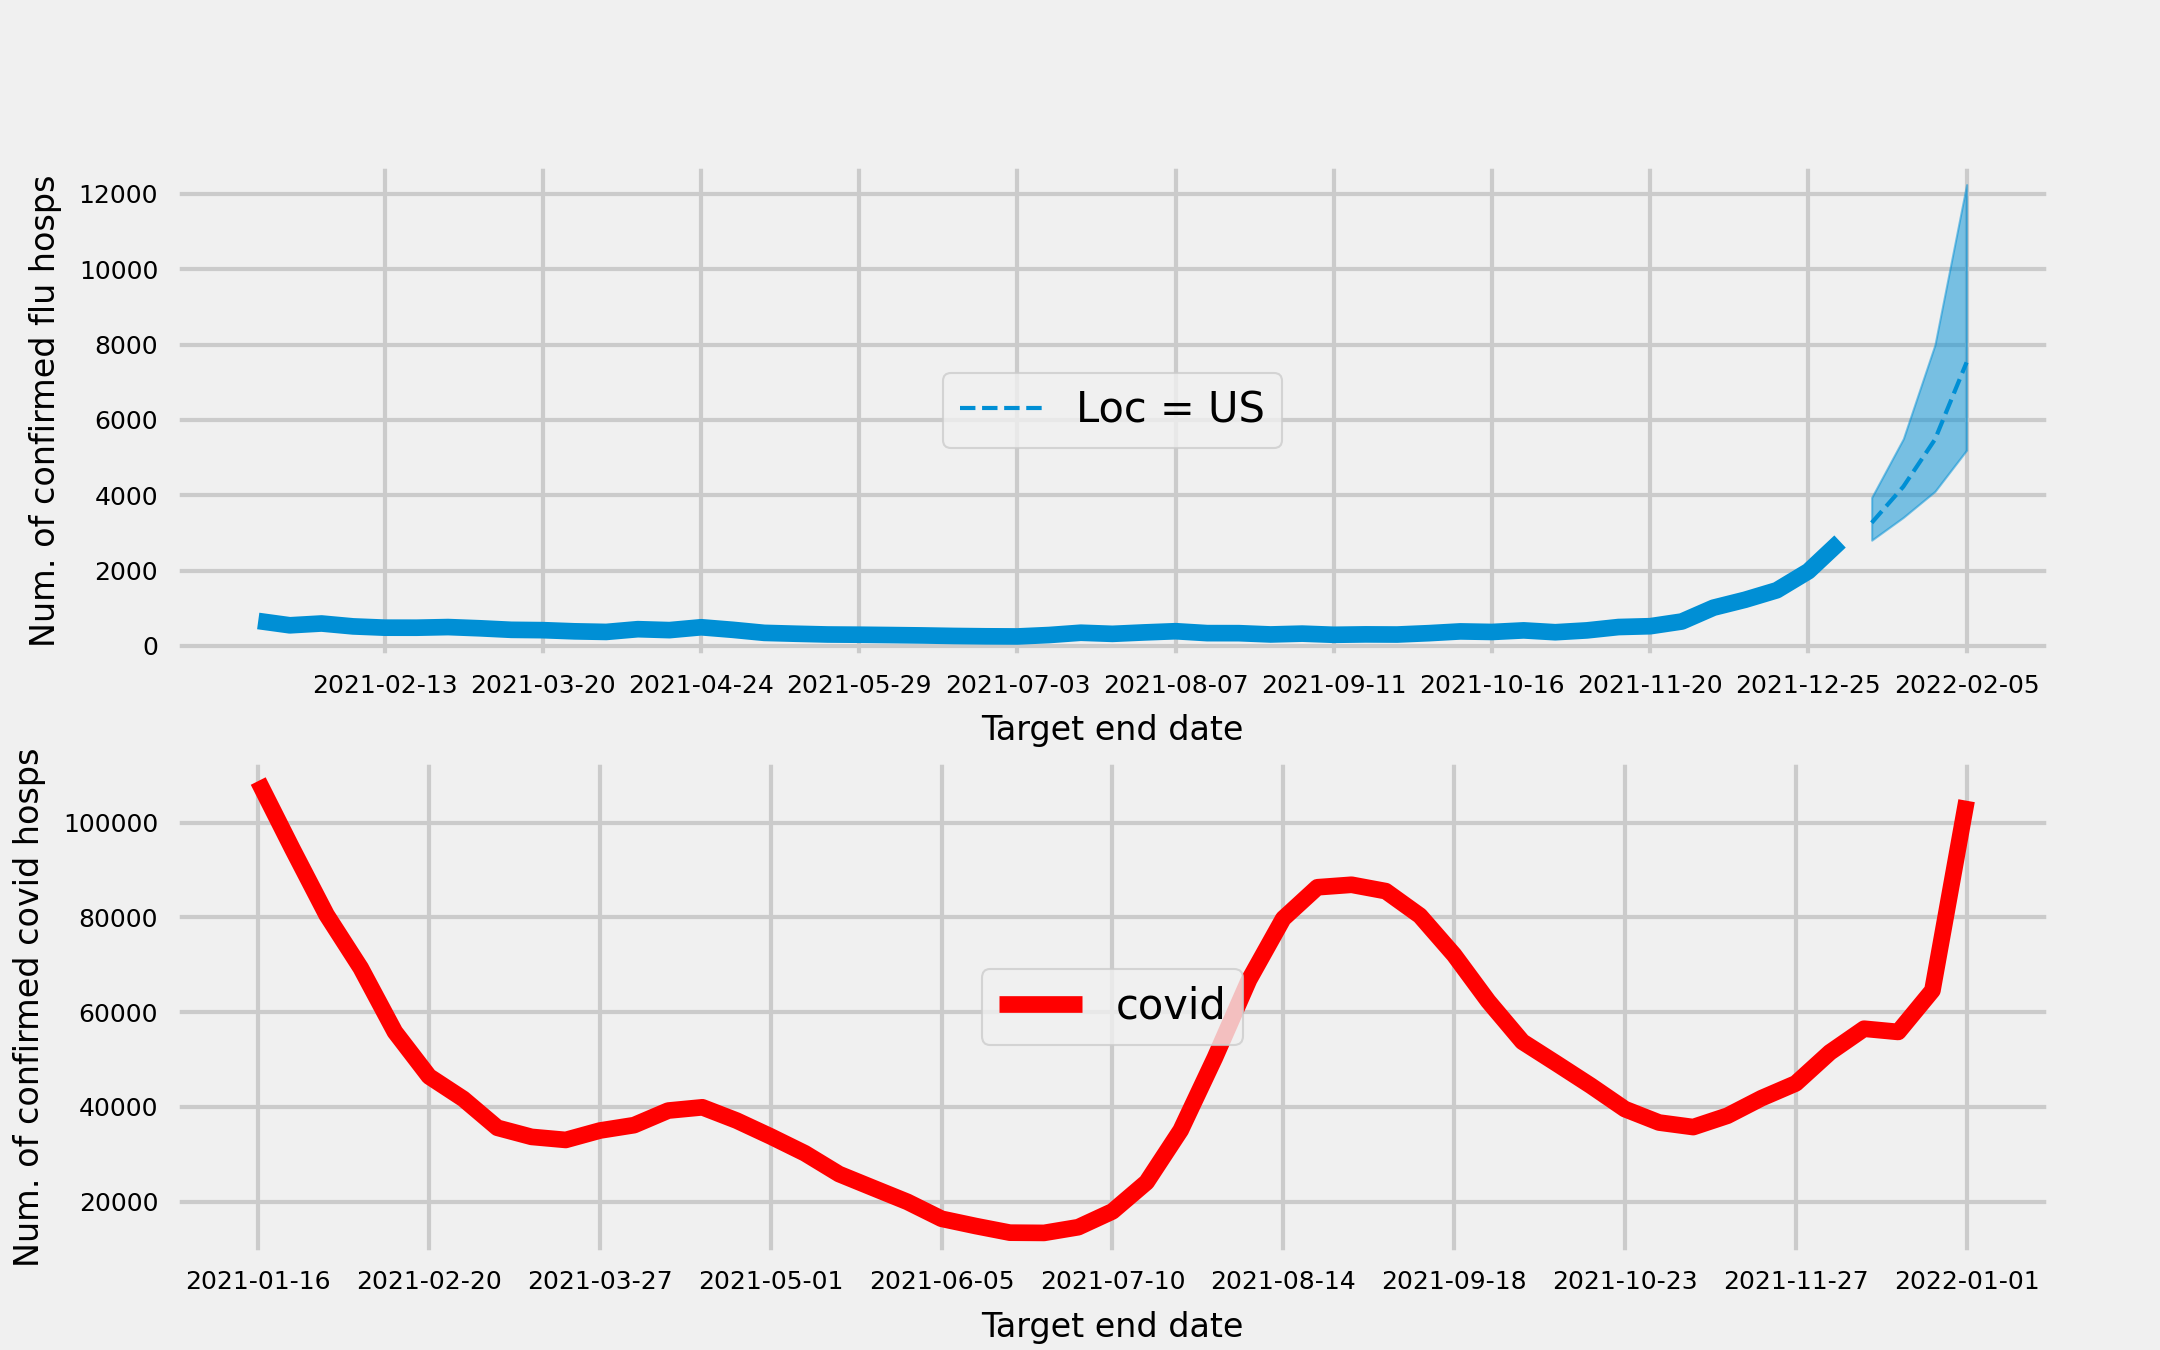 Num. of confirmed flu hosps
12000
10000
8000
6000
4000
2000
0
Loc = US
2021-02-13 2021-03-20 2021-04-24 2021-05-29 2021-07-03 2021-08-07 2021-09-11 2021-10-16 2021-11-20 2021-12-25 2022-02-05
Target end date
Num. of confirmed covid hosps
100000
80000
60000
40000
20000
covid
2021-01-16 2021-02-20 2021-03-27 2021-05-01 2021-06-05 2021-07-10 2021-08-14 2021-09-18 2021-10-23 2021-11-27 2022-01-01
Target end date